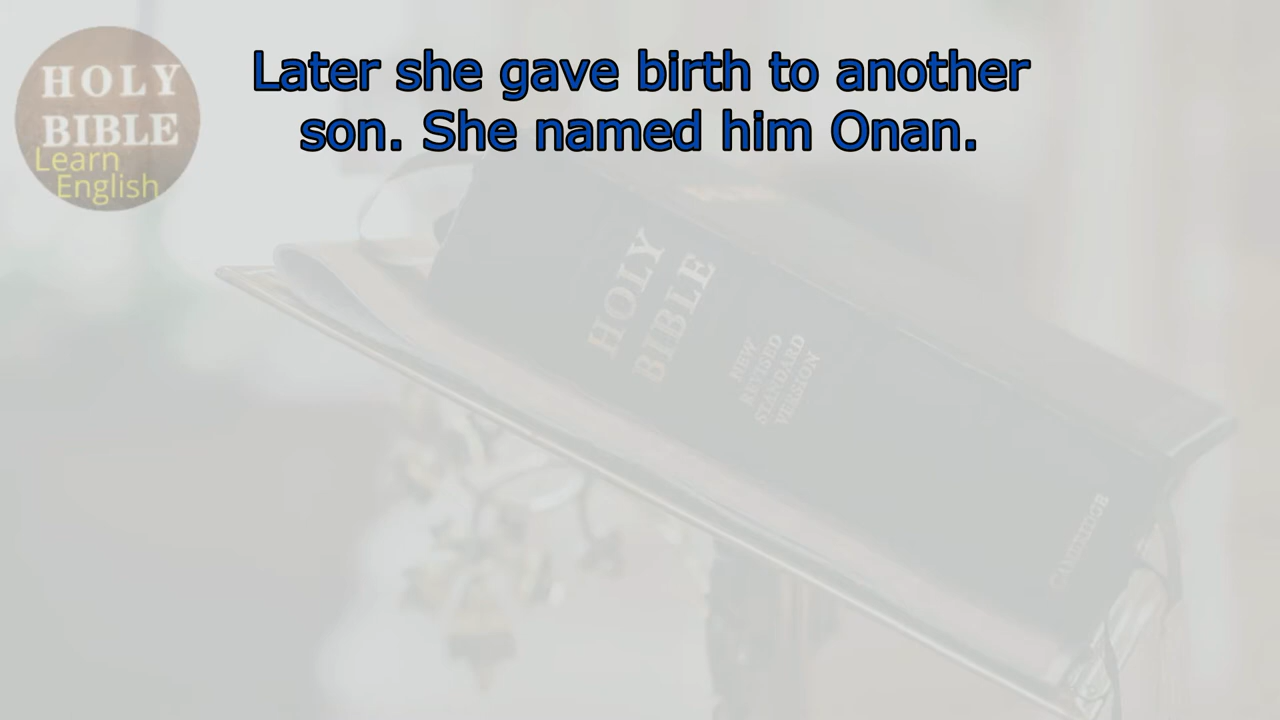 HOLY
BIBLE
Learn
English
Later she gave birth to another
son. She named him Onan.
HOLY
BIBLE
NEW
REVISED
STANDARD
VERSION
CAMBRIDGE